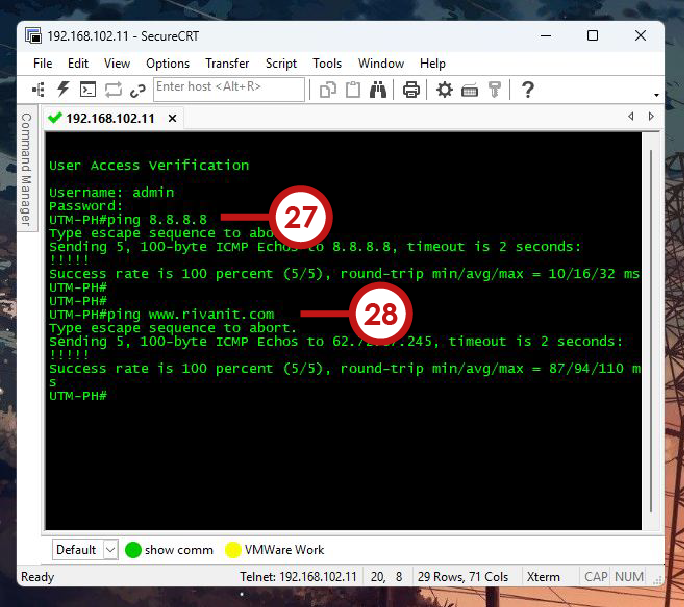 192.168.102.11 - SecureCRT
File Edit View Options Transfer Script Tools Window Help
Enter host <Alt+R>
Command Manager
192.168.102.11
User Access Verification
Username: admin
Password:
UTM-PH#ping 8.8.8.8
27
Type escape sequence to abo
Sending 5, 100-byte ICMP Echos to 8.8.8.8, timeout is 2 seconds:
!!!!!
Success rate is 100 percent (5/5), round-trip min/avg/max = 10/16/32 ms
UTM-PH#
UTM-PH#
UTM-PH#ping www.rivanit.com
28
Type escape sequence to abort.
Sending 5, 100-byte ICMP Echos to .245, timeout is 2 seconds:
!!!!!
Success rate is 100 percent (5/5), round-trip min/avg/max = 87/94/110 m
s
UTM-PH#
Default show comm VMWare Work
Ready Telnet: 192.168.102.11 20, 8 29 Rows, 71 Cols Xterm CAP NUM